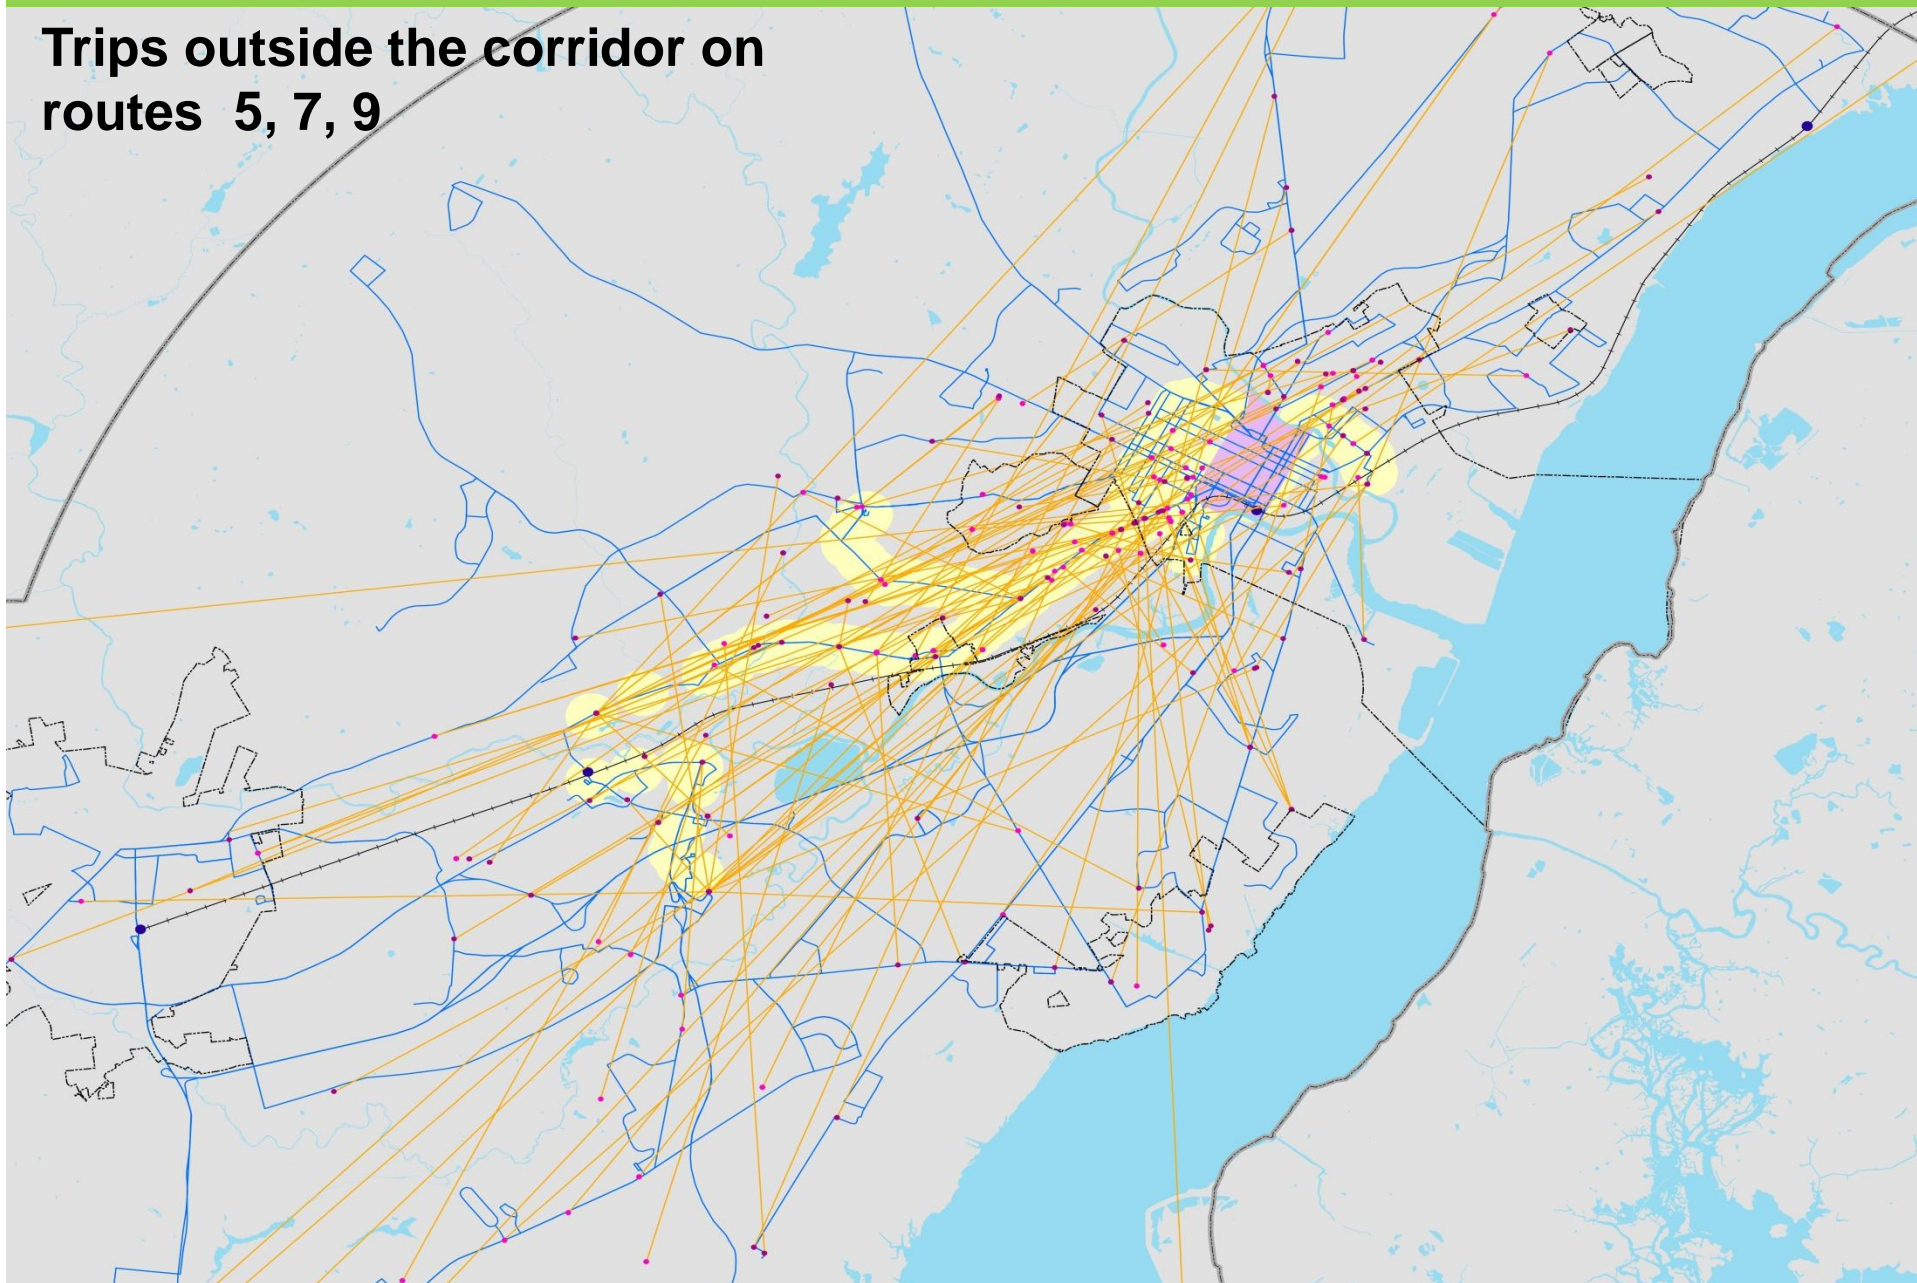 Trips outside the corridor on
routes 5, 7, 9